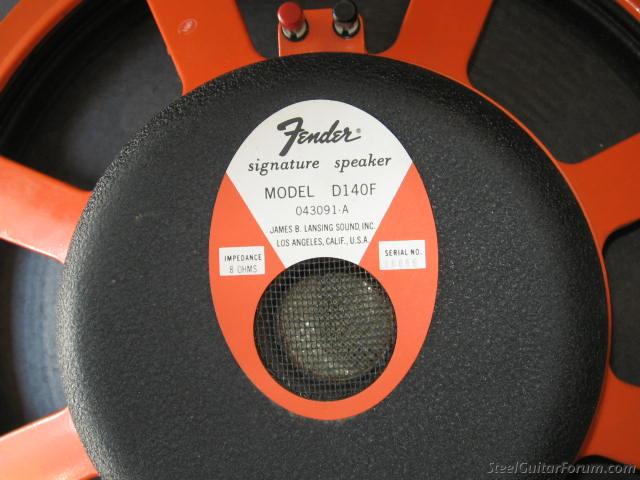 Fender®
signature speaker
MODEL D140F
043091-A
JAMES B. LANSING SOUND, INC.
LOS ANGELES, CALIF., U.S.A.
IMPEDANCE
8 OHMS
SERIAL NO.
SteelGuitarForum.com